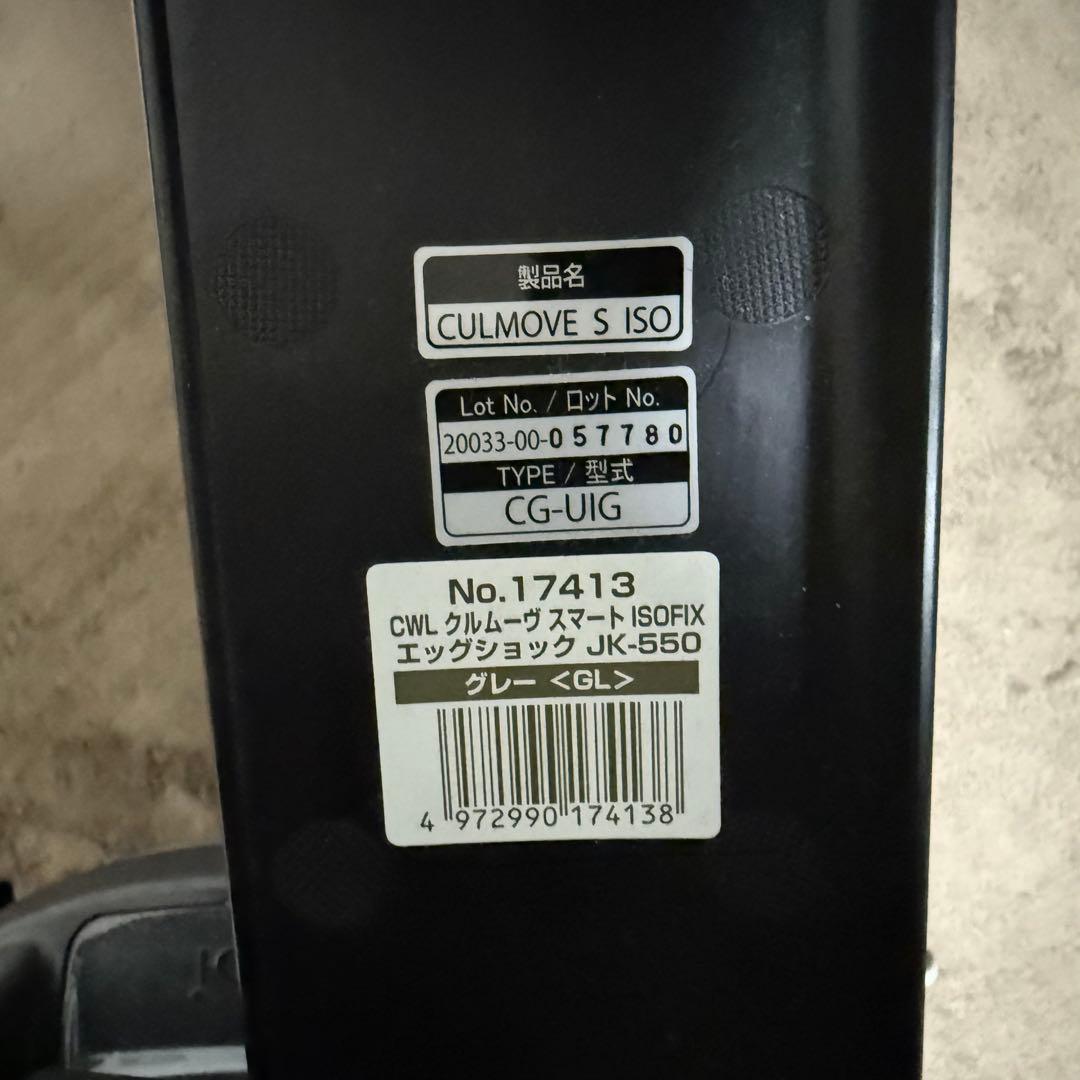 製品名
CULMOVE S ISO
Lot No. / ロット No.
20033-00-057780
TYPE / 型式
CG-UIG
No.17413
CWL クルムーヴ スマート ISOFIX
エッグショック JK-550
グレー <GL>
4 972990 174138